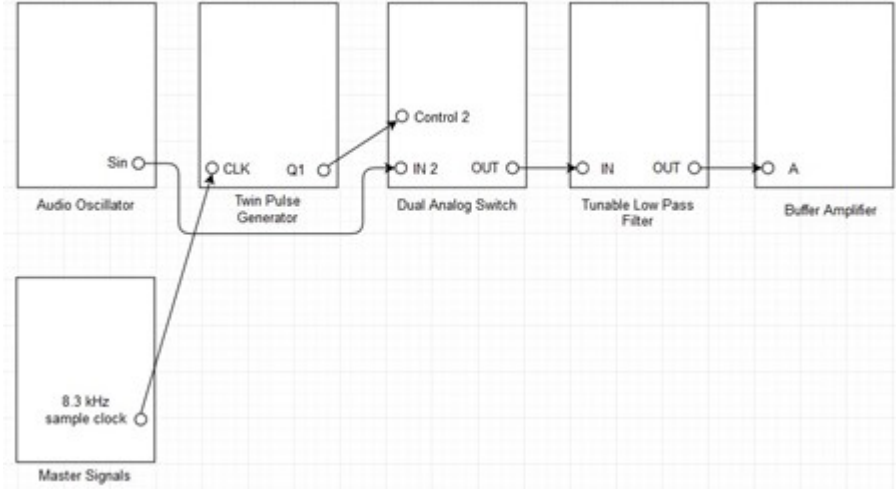 Control 2
Sin
CLK
Q1
IN 2
OUT
IN
OUT
A
Audio Oscillator
Twin Pulse
Generator
Dual Analog Switch
Tunable Low Pass
Filter
Buffer Amplifier
8.3 kHz
sample clock
Master Signals